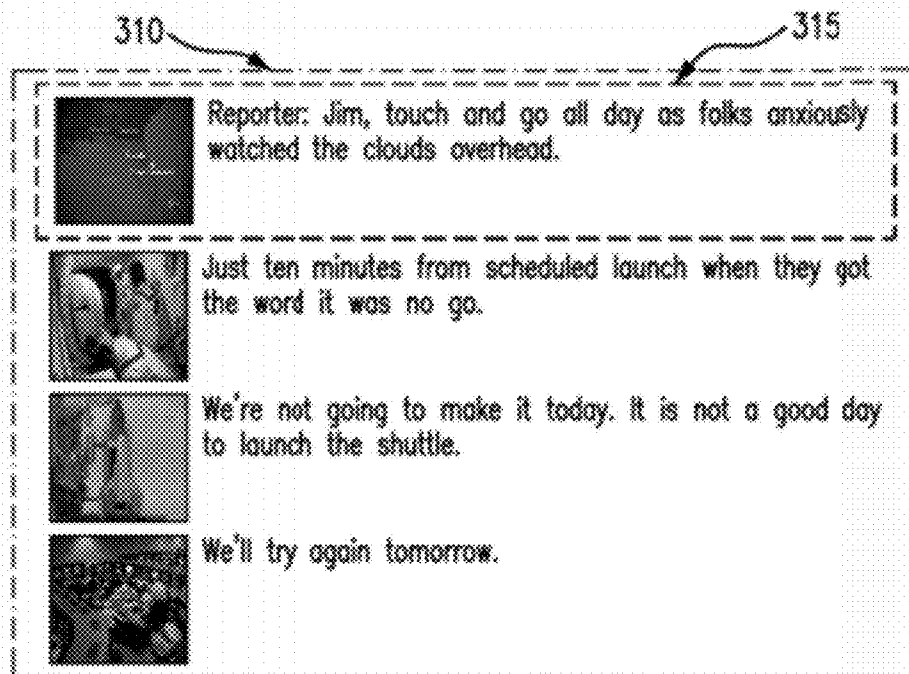 310
315
Reporter: Jim, touch and go all day as folks anxiously
watched the clouds overhead.
Just ten minutes from scheduled launch when they got
the word it was no go.
We're not going to make it today. It is not a good day
to launch the shuttle.
We'll try again tomorrow.